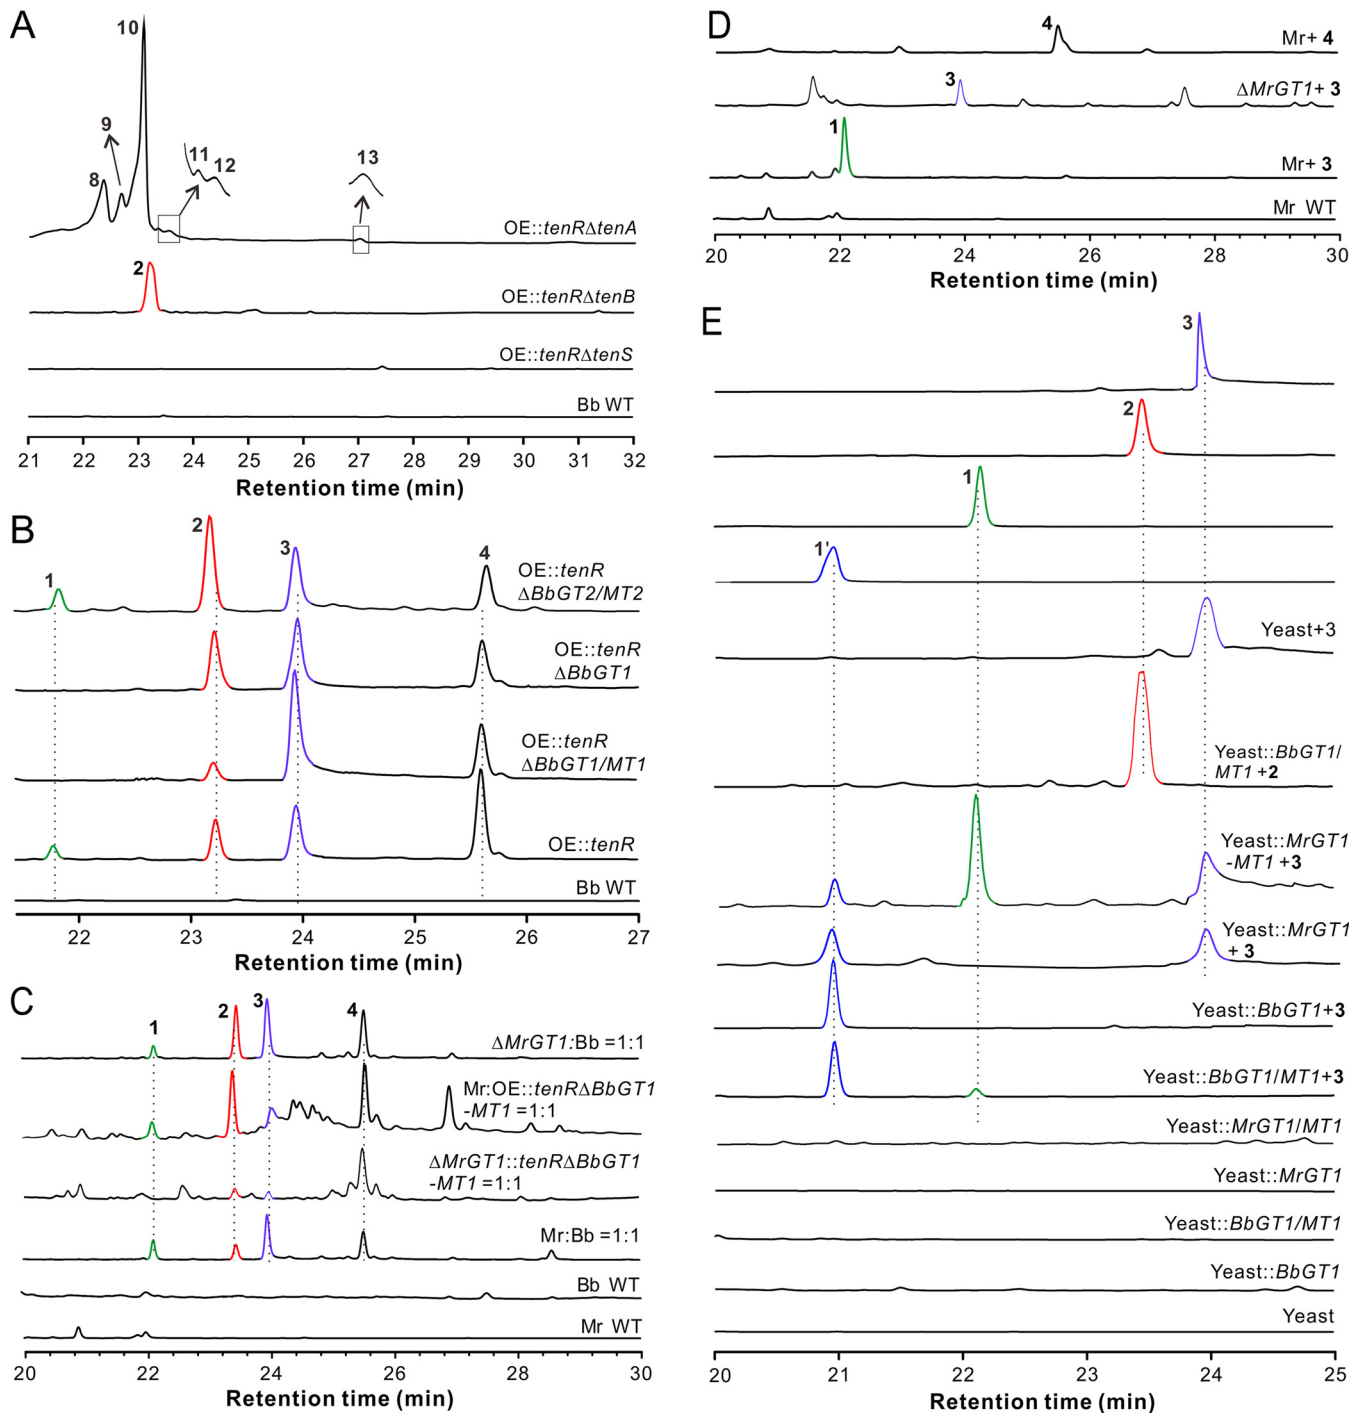 A
10
9
8
11
12
13
OE::tenRΔtenA
2
OE::tenRΔtenB
OE::tenRΔtenS
Bb WT
21 22 23 24 25 26 27 28 29 30 31 32
Retention time (min)
B
1
2
3
4
OE::tenR
ΔBbGT2/MT2
OE::tenR
ΔBbGT1
OE::tenR
ΔBbGT1/MT1
OE::tenR
Bb WT
22 23 24 25 26 27
Retention time (min)
C
1
2
3
4
ΔMrGT1:Bb =1:1
Mr:OE::tenRΔBbGT1
-MT1 =1:1
ΔMrGT1::tenRΔBbGT1
-MT1 =1:1
Mr:Bb =1:1
Bb WT
Mr WT
20 22 24 26 28 30
Retention time (min)
D
4
Mr+ 4
3
ΔMrGT1+ 3
1
Mr+ 3
Mr WT
20 22 24 26 28 30
Retention time (min)
E
3
2
1
1'
Yeast+3
Yeast::BbGT1/
MT1 +2
Yeast::MrGT1
-MT1 +3
Yeast::MrGT1
+ 3
Yeast::BbGT1+3
Yeast::BbGT1/MT1+3
Yeast::MrGT1/MT1
Yeast::MrGT1
Yeast::BbGT1/MT1
Yeast::BbGT1
Yeast
20 21 22 23 24 25
Retention time (min)